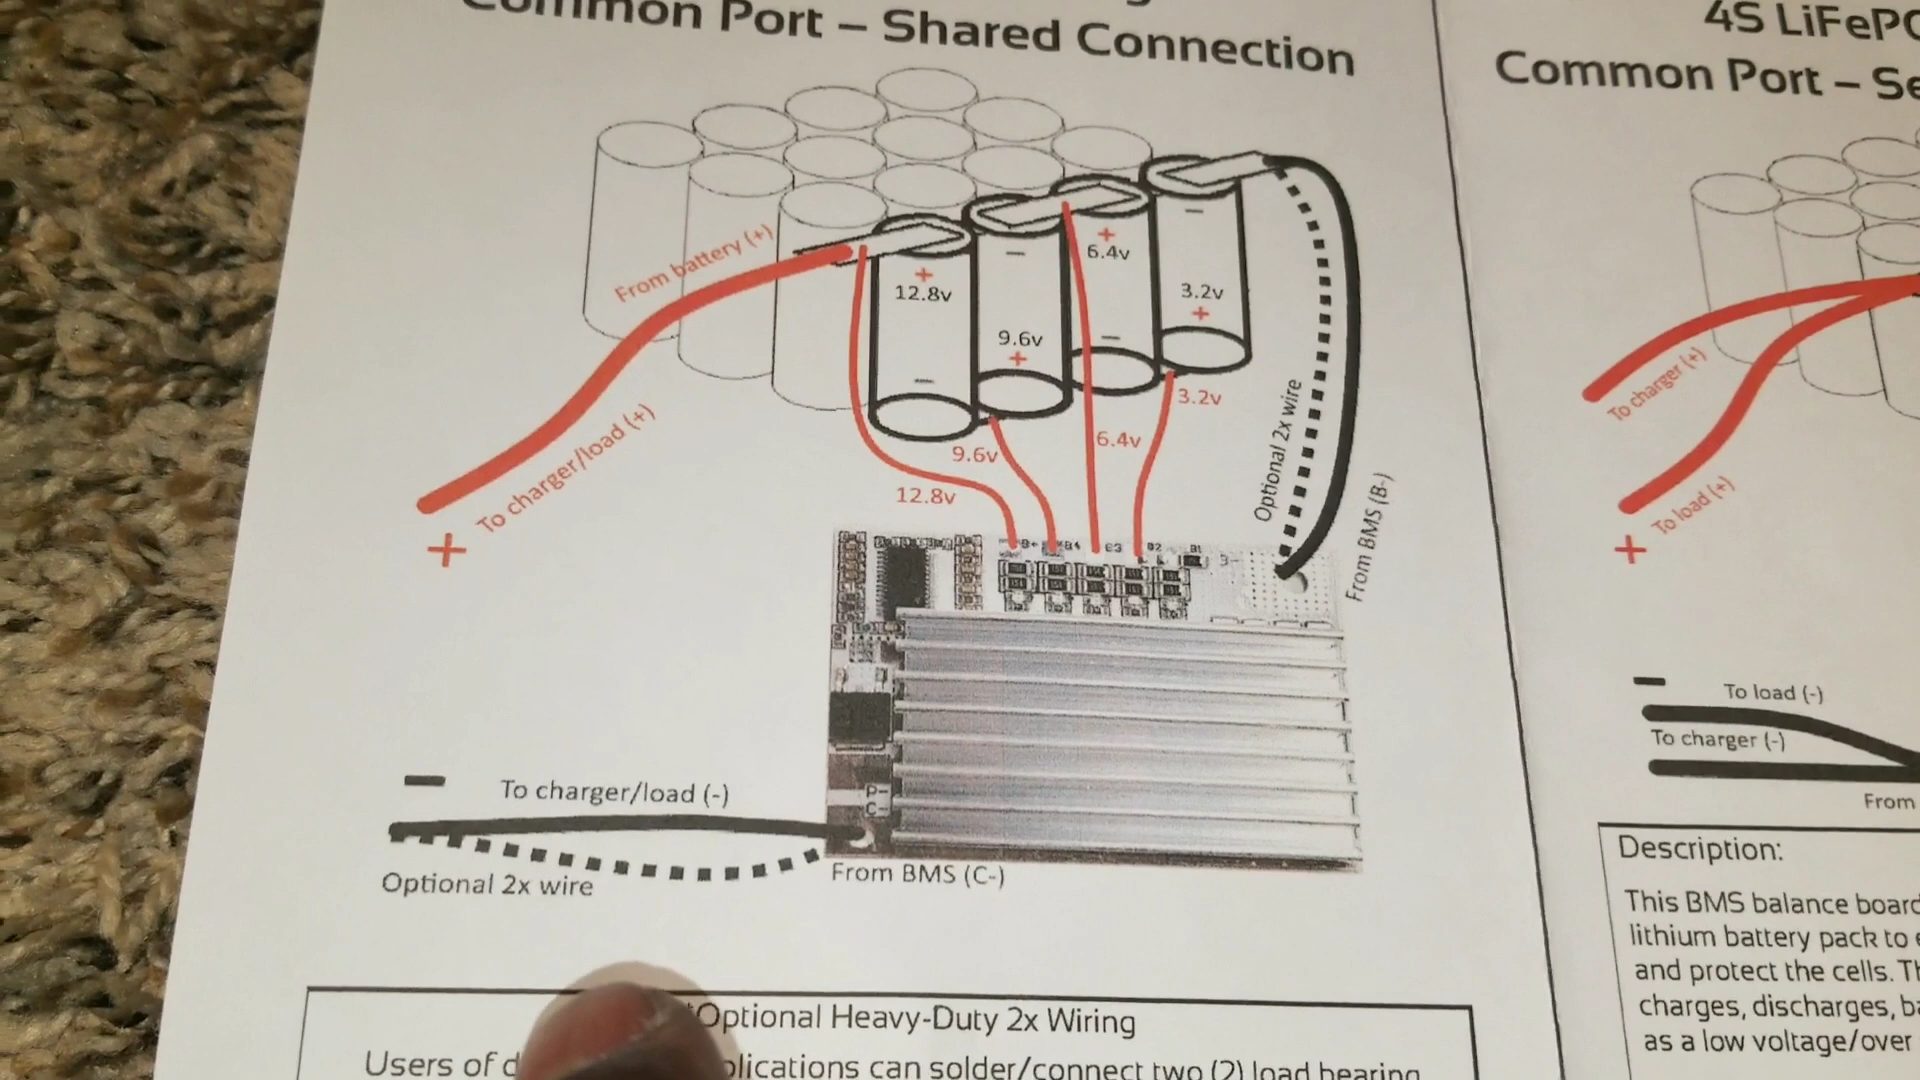 Common Port – Shared Connection
From battery (+)
+
12.8v
–
–
9.6v
+
+
6.4v
–
–
3.2v
+
To charger/load (+)
+
12.8v
9.6v
6.4v
3.2v
Optional 2x wire
From BMS (B-)
B+ B4 B3 B2 B1
P-
C-
–
To charger/load (-)
Optional 2x wire
From BMS (C-)
Optional Heavy-Duty 2x Wiring
Users of
can solder/connect two (2) load bearing
4S LiFePO
Common Port –
To charger (+)
To load (+)
+
–
To load (-)
To charger (-)
From
Description:
This BMS balance board
lithium battery pack to
and protect the cells.
charges, discharges,
as a low voltage/over